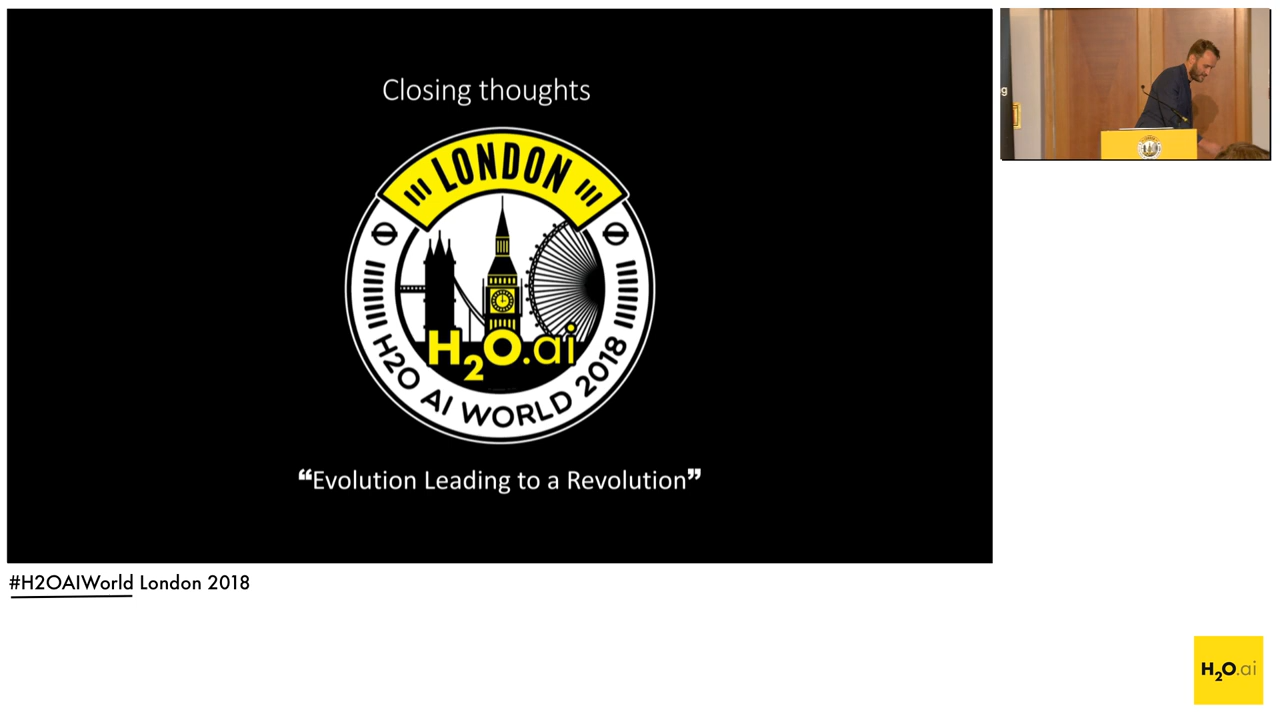 Closing thoughts
LONDON
H2O.ai
H2O AI WORLD 2018
“Evolution Leading to a Revolution”
#H2OAIWorld London 2018
g
H2O.ai